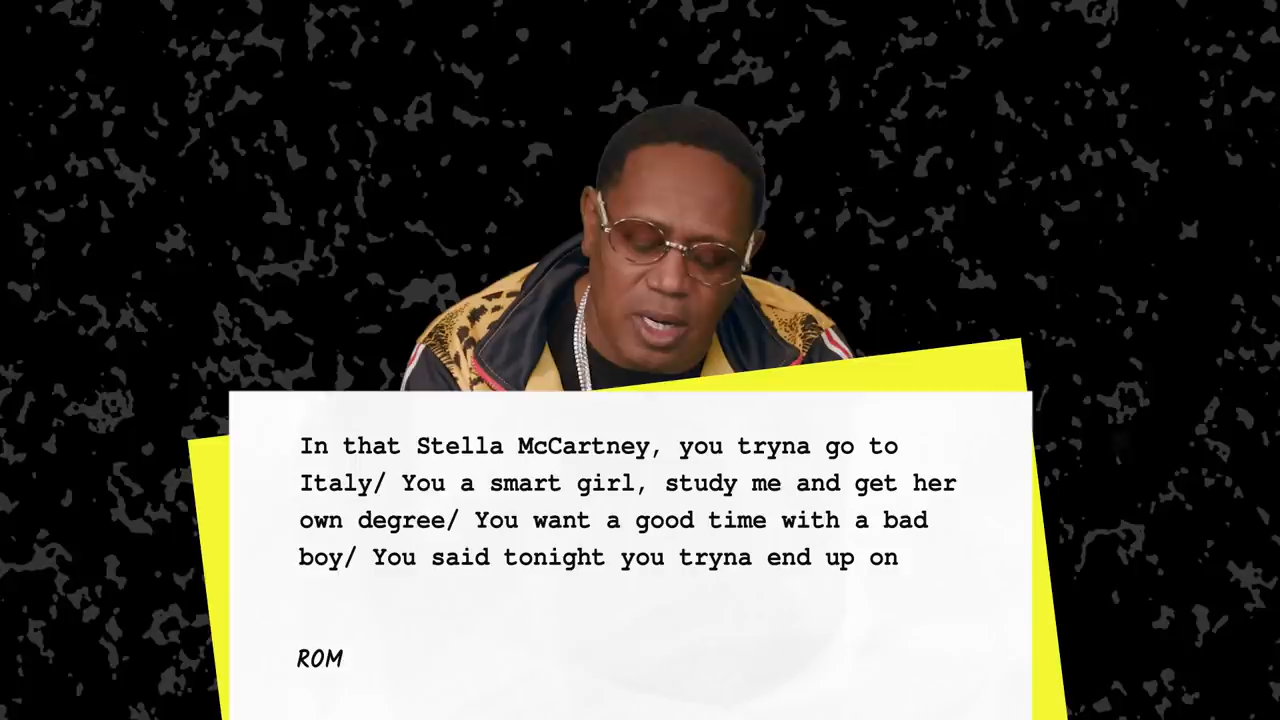 In that Stella McCartney, you tryna go to
Italy/ You a smart girl, study me and get her
own degree/ You want a good time with a bad
boy/ You said tonight you tryna end up on
ROM